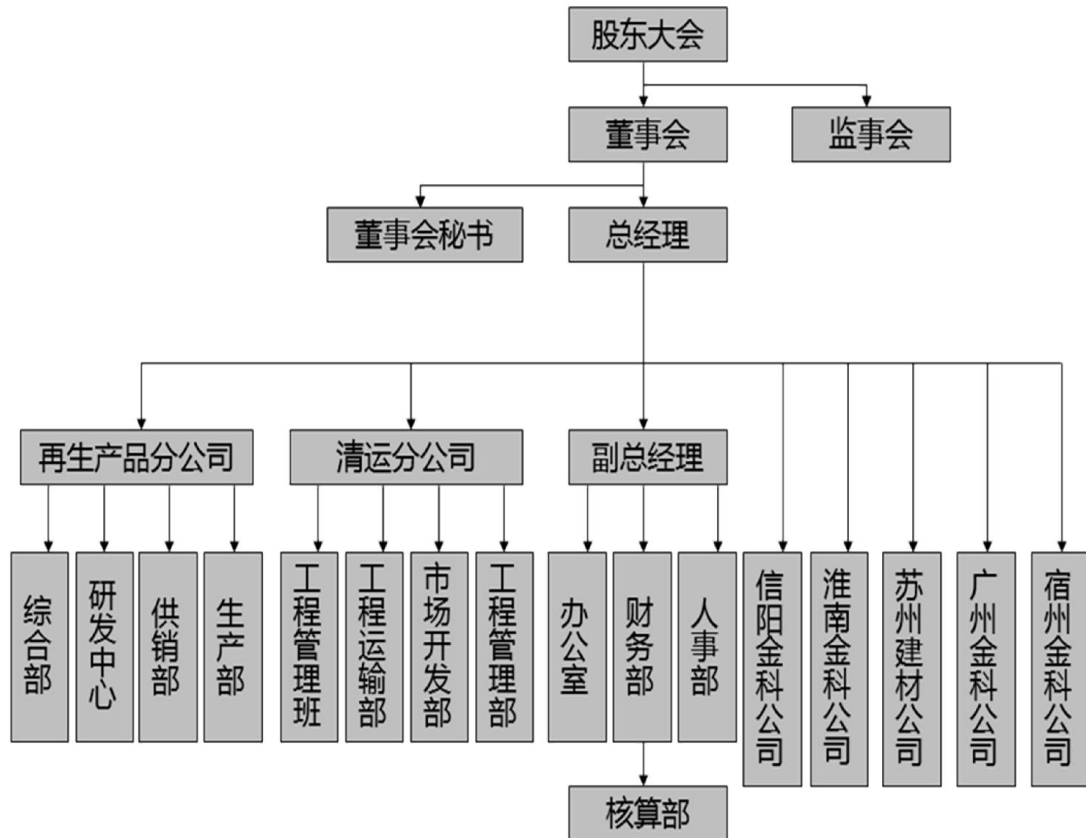 股东大会
董事会
监事会
董事会秘书
总经理
再生产品分公司
清运分公司
副总经理
综合部
研发中心
供销部
生产部
工程管理班
工程运输部
市场开发部
工程管理部
办公室
财务部
人事部
信阳金科公司
淮南金科公司
苏州建材公司
广州金科公司
宿州金科公司
核算部